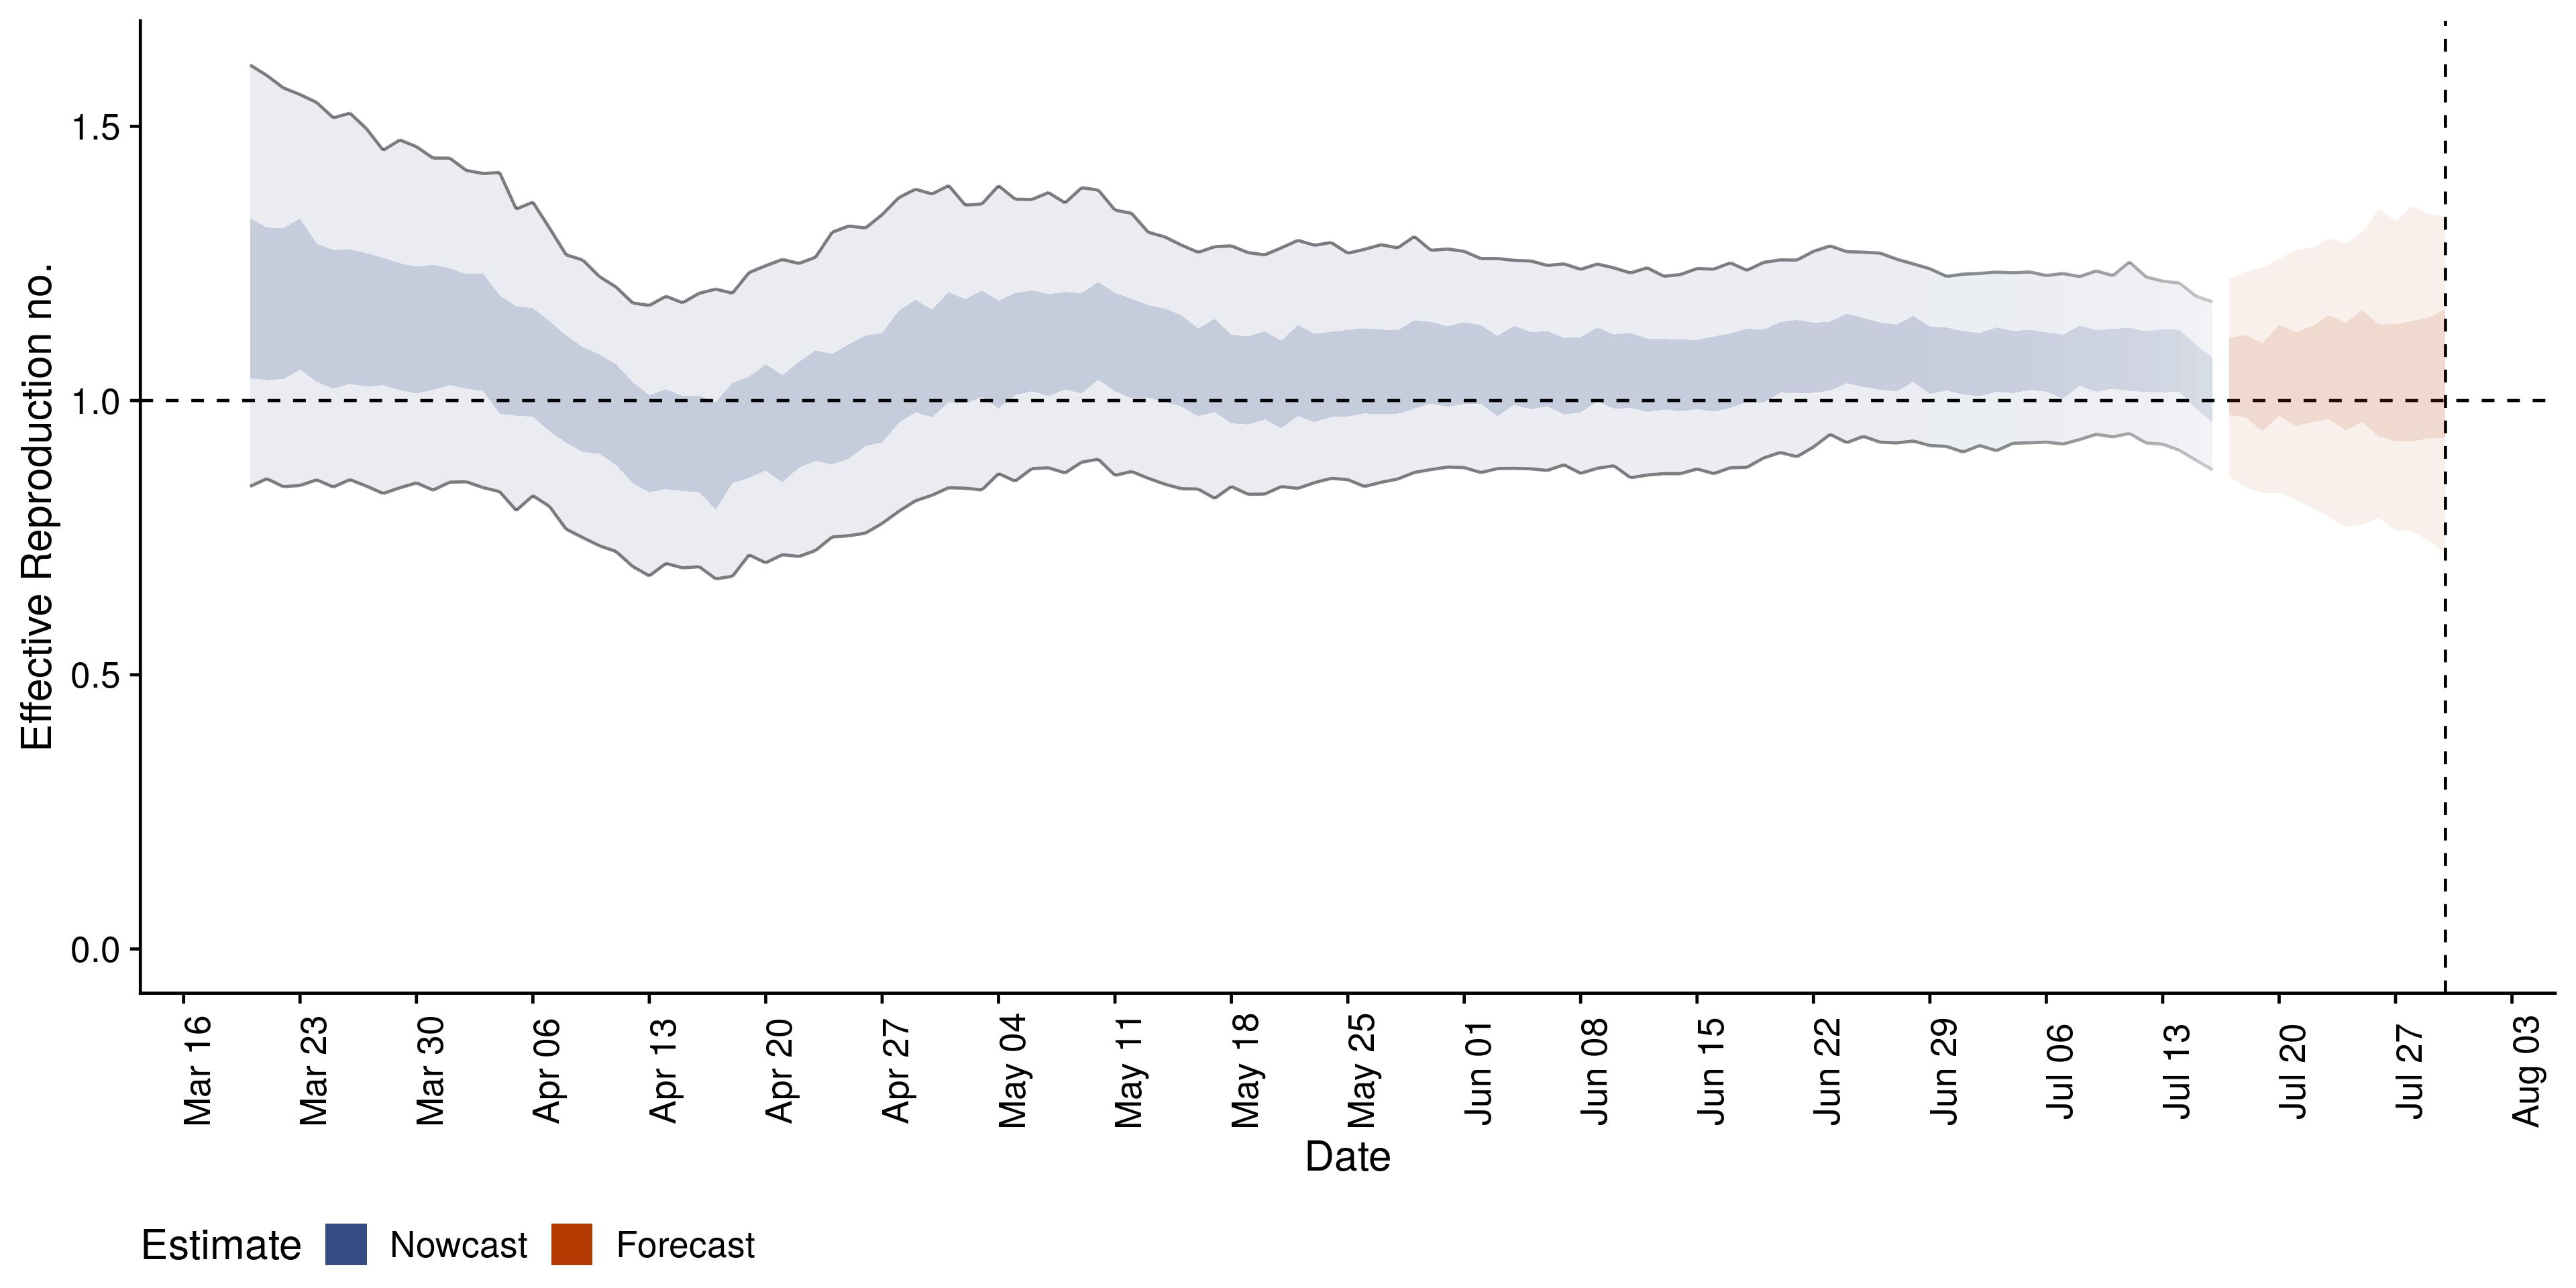 Effective Reproduction no.
1.5
1.0
0.5
0.0
Mar 16
Mar 23
Mar 30
Apr 06
Apr 13
Apr 20
Apr 27
May 04
May 11
May 18
May 25
Jun 01
Jun 08
Jun 15
Jun 22
Jun 29
Jul 06
Jul 13
Jul 20
Jul 27
Aug 03
Date
Estimate Nowcast Forecast